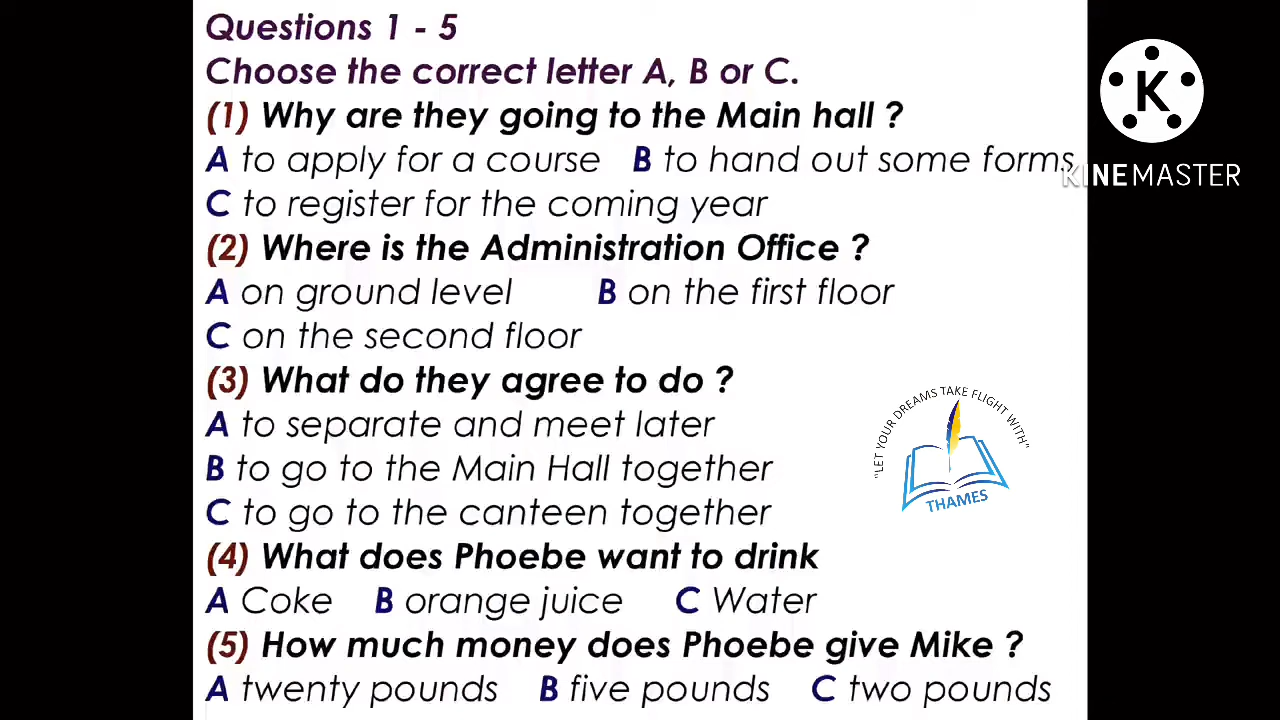 Questions 1 - 5
Choose the correct letter A, B or C.
(1) Why are they going to the Main hall ?
A to apply for a course B to hand out some forms
C to register for the coming year
(2) Where is the Administration Office ?
A on ground level B on the first floor
C on the second floor
(3) What do they agree to do ?
A to separate and meet later
B to go to the Main Hall together
C to go to the canteen together
(4) What does Phoebe want to drink
A Coke B orange juice C Water
(5) How much money does Phoebe give Mike ?
A twenty pounds B five pounds C two pounds
K
KINEMASTER
"LET YOUR DREAMS TAKE FLIGHT WITH"
THAMES